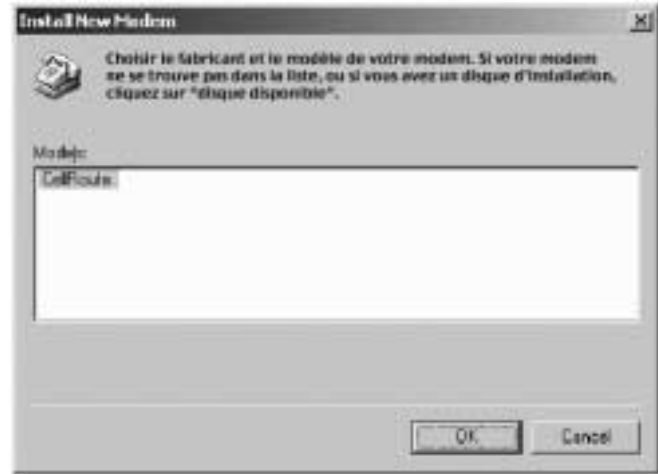 Install New Modem
Choisir le fabricant et le modèle de votre modem. Si votre modem
ne se trouve pas dans la liste, ou si vous avez un disque d'installation,
cliquez sur "disque disponible".
Models:
CellRoute
OK
Cancel